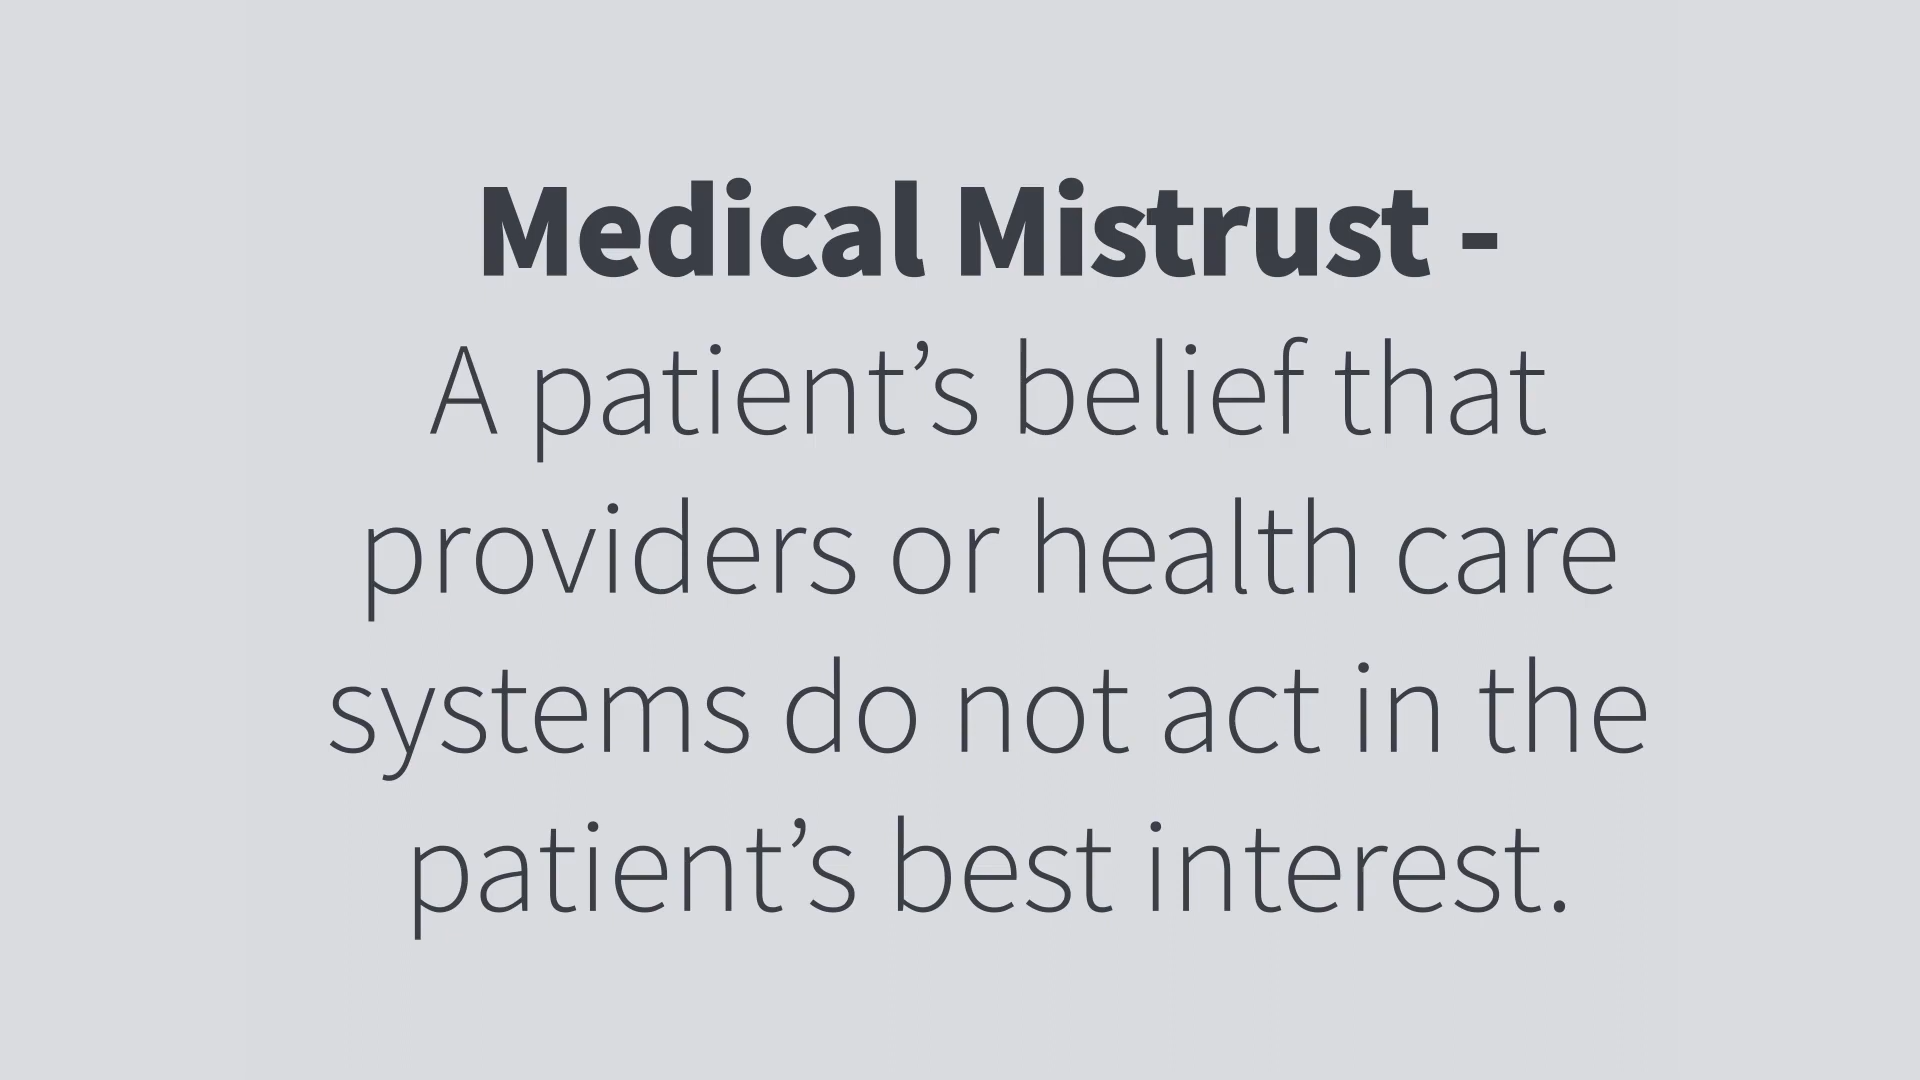 Medical Mistrust -
A patient’s belief that
providers or health care
systems do not act in the
patient’s best interest.